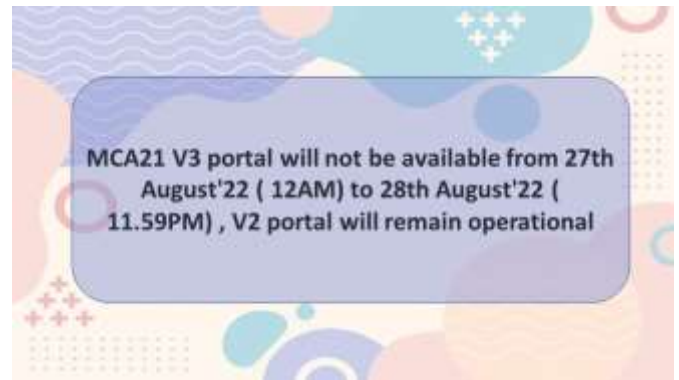 MCA21 V3 portal will not be available from 27th
August'22 ( 12AM) to 28th August'22 (
11.59PM) , V2 portal will remain operational